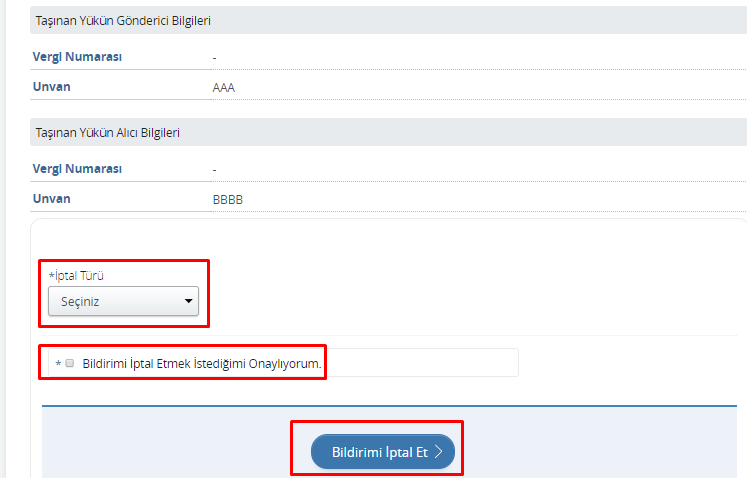 Taşınan Yükün Gönderici Bilgileri
Vergi Numarası -
Unvan AAA
Taşınan Yükün Alıcı Bilgileri
Vergi Numarası -
Unvan BBBB
*İptal Türü
Seçiniz
* Bildirimi İptal Etmek İstediğimi Onaylıyorum.
Bildirimi İptal Et